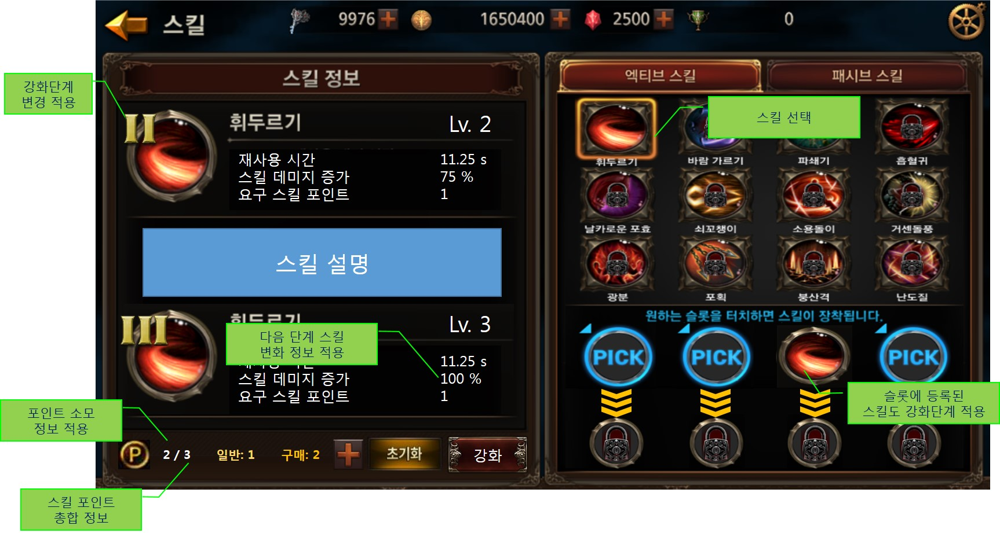 스킬
9976
1650400
2500
0
스킬 정보
엑티브 스킬
패시브 스킬
강화단계
변경 적용
II
휘두르기
Lv. 2
재사용 시간
11.25 s
스킬 데미지 증가
75 %
요구 스킬 포인트
1
스킬 설명
III
휘두르기
Lv. 3
다음 단계 스킬
변화 정보 적용
11.25 s
스킬 데미지 증가
100 %
요구 스킬 포인트
1
포인트 소모
정보 적용
P
2 / 3
일반: 1
구매: 2
초기화
강화
스킬 포인트
총합 정보
스킬 선택
휘두르기
바람 가르기
파쇄기
흡혈귀
날카로운 포효
쇠꼬챙이
소용돌이
거센돌풍
광분
포획
붕산격
난도질
원하는 슬롯을 터치하면 스킬이 장착됩니다.
PICK
PICK
PICK
슬롯에 등록된
스킬도 강화단계 적용